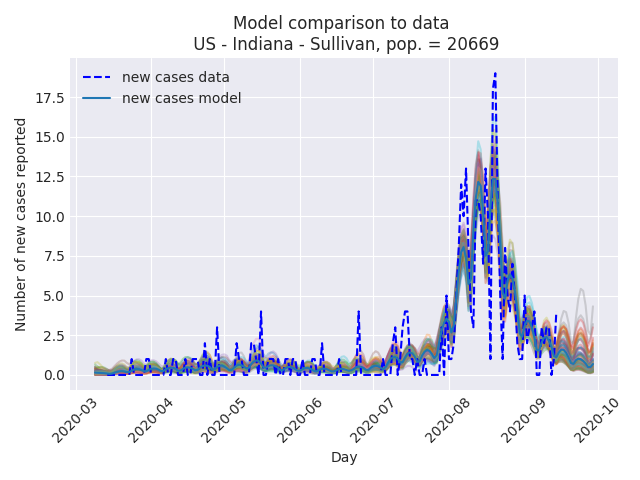 Model comparison to data
US - Indiana - Sullivan, pop. = 20669
new cases data
new cases model
Number of new cases reported
17.5
15.0
12.5
10.0
7.5
5.0
2.5
0.0
2020-03
2020-04
2020-05
2020-06
2020-07
2020-08
2020-09
2020-10
Day